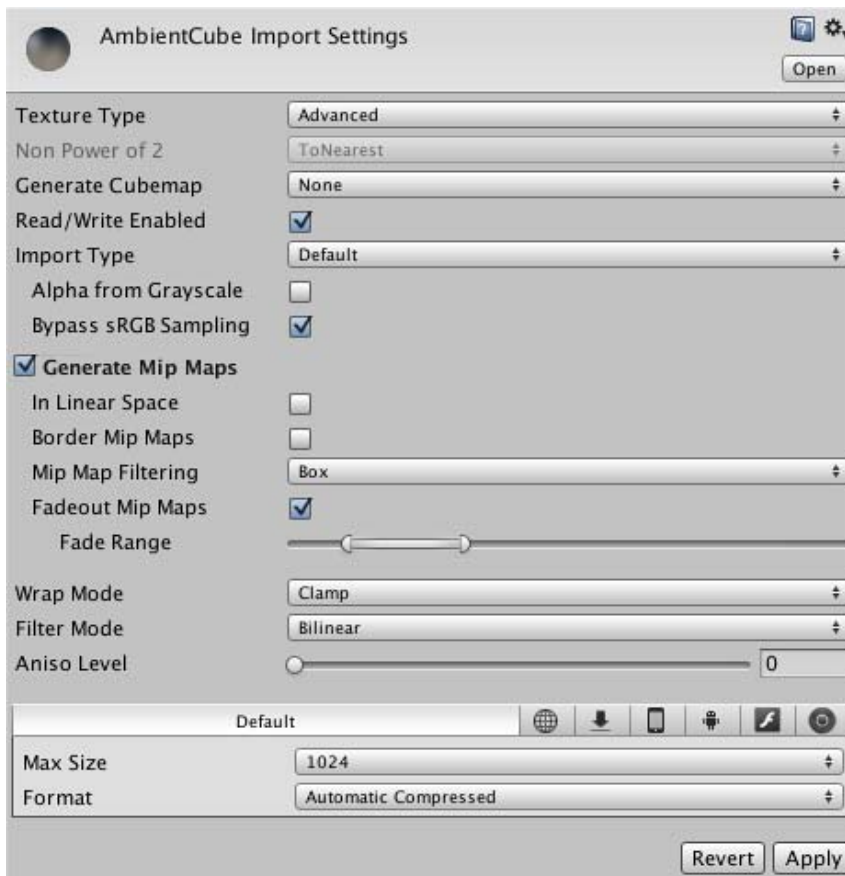 AmbientCube Import Settings
Open
Texture Type Advanced
Non Power of 2 ToNearest
Generate Cubemap None
Read/Write Enabled
Import Type Default
Alpha from Grayscale
Bypass sRGB Sampling
Generate Mip Maps
In Linear Space
Border Mip Maps
Mip Map Filtering Box
Fadeout Mip Maps
Fade Range
Wrap Mode Clamp
Filter Mode Bilinear
Aniso Level 0
Default
Max Size 1024
Format Automatic Compressed
Revert Apply